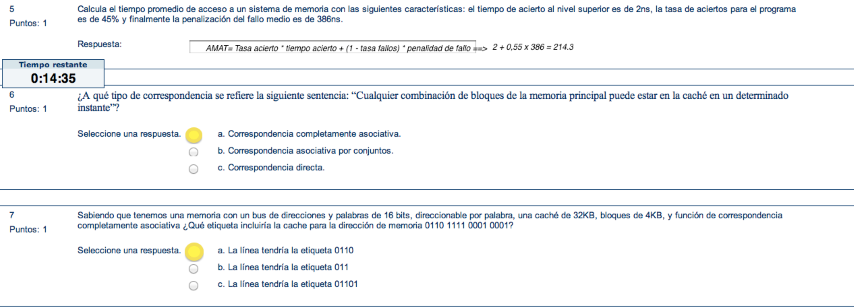 5
Puntos: 1
Calcula el tiempo promedio de acceso a un sistema de memoria con las siguientes características: el tiempo de acierto al nivel superior es de 2ns, la tasa de aciertos para el programa
es de 45% y finalmente la penalización del fallo medio es de 386ns.
Respuesta:
AMAT= Tasa acierto * tiempo acierto + (1 - tasa fallos) * penalidad de fallo ==> 2 + 0,55 x 386 = 214.3
Tiempo restante
0:14:35
6
Puntos: 1
¿A qué tipo de correspondencia se refiere la siguiente sentencia: “Cualquier combinación de bloques de la memoria principal puede estar en la caché en un determinado
instante”?
Seleccione una respuesta.
a. Correspondencia completamente asociativa.
b. Correspondencia asociativa por conjuntos.
c. Correspondencia directa.
7
Puntos: 1
Sabiendo que tenemos una memoria con un bus de direcciones y palabras de 16 bits, direccionable por palabra, una caché de 32KB, bloques de 4KB, y función de correspondencia
completamente asociativa ¿Qué etiqueta incluiría la cache para la dirección de memoria 0110 1111 0001 0001?
Seleccione una respuesta.
a. La línea tendría la etiqueta 0110
b. La línea tendría la etiqueta 011
c. La línea tendría la etiqueta 01101